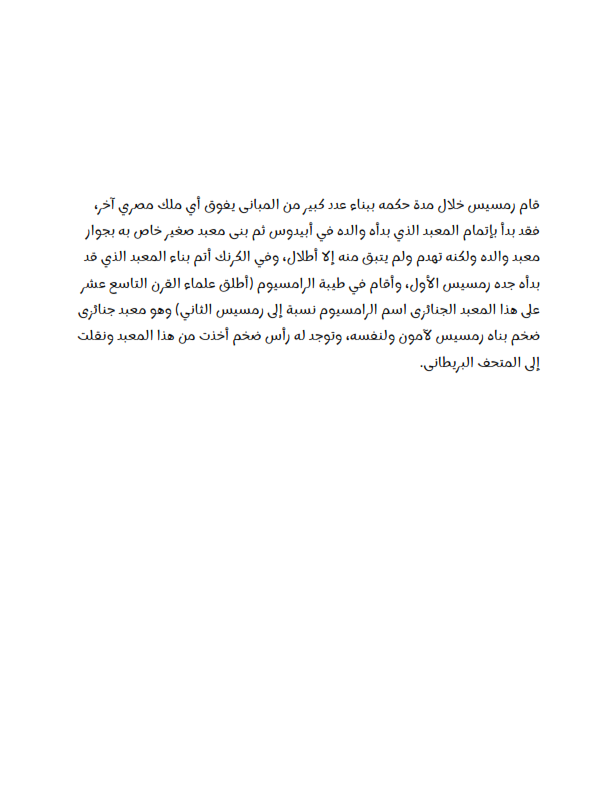 قام رمسيس خلال مدة حكمه ببناء عدد كبير من المبانى يفوق أي ملك مصري آخر،
فقد بدأ بإتمام المعبد الذي بدأه والده في أبيدوس ثم بنى معبد صغير خاص به بجوار
معبد والده ولكنه تهدم ولم يتبق منه إلا أطلال، وفي الكرنك أتم بناء المعبد الذي قد
بدأه جده رمسيس الأول، وأقام في طيبة الرامسيوم (أطلق علماء القرن التاسع عشر
على هذا المعبد الجنائزى اسم الرامسيوم نسبة إلى رمسيس الثاني) وهو معبد جنائزى
ضخم بناه رمسيس لآمون ولنفسه، وتوجد له رأس ضخم أخذت من هذا المعبد ونقلت
إلى المتحف البريطانى.